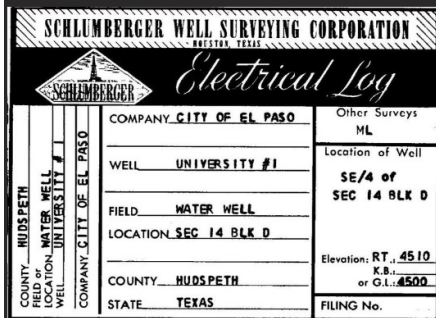 SCHLUMBERGER WELL SURVEYING CORPORATION
HOUSTON, TEXAS
SCHLUMBERGER
Electrical Log
COUNTY HUDSPETH
FIELD or LOCATION WATER WELL
WELL UNIVERSITY # 1
COMPANY CITY OF EL PASO
COMPANY CITY OF EL PASO
WELL UNIVERSITY #1
FIELD WATER WELL
LOCATION SEC 14 BLK D
COUNTY HUDSPETH
STATE TEXAS
Other Surveys
ML
Location of Well
SE/4 of
SEC 14 BLK D
Elevation: RT.: 4510
K.B.:
or G.L.: 4500
FILING No.